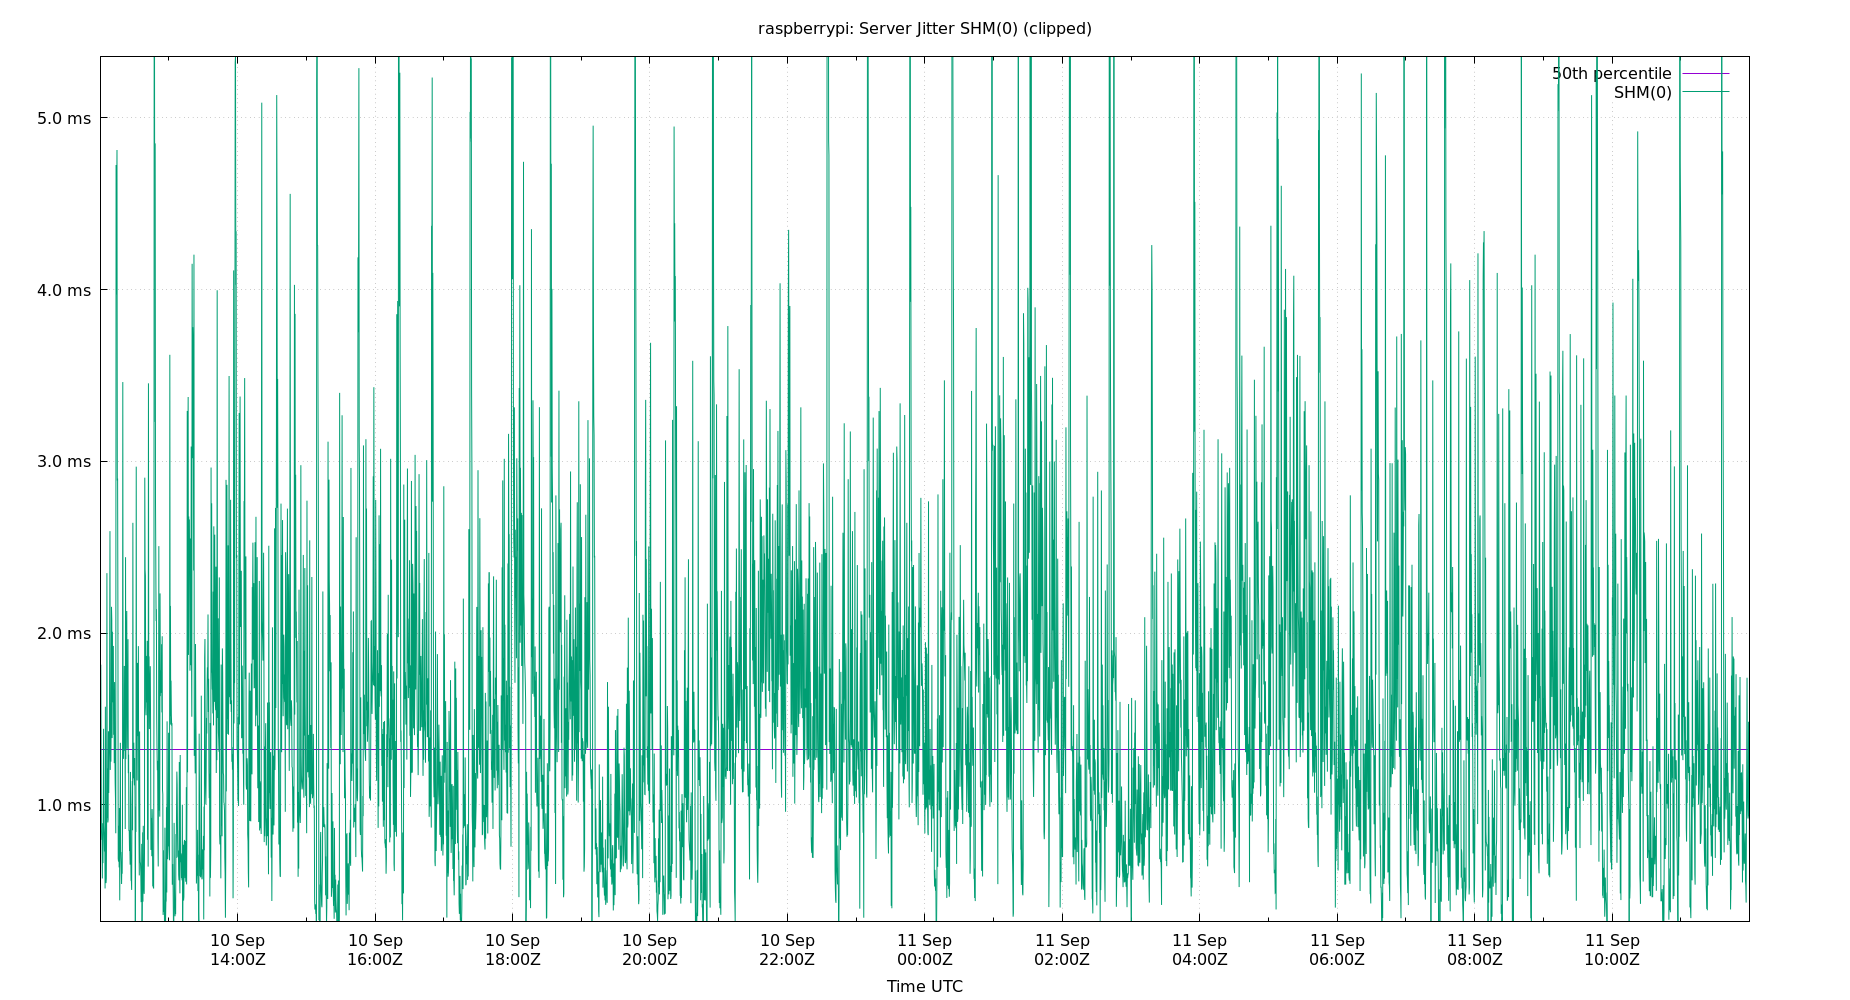 raspberrypi: Server Jitter SHM(0) (clipped)
50th percentile
SHM(0)
5.0 ms
4.0 ms
3.0 ms
2.0 ms
1.0 ms
10 Sep 10 Sep 10 Sep 10 Sep 10 Sep 11 Sep 11 Sep 11 Sep 11 Sep 11 Sep 11 Sep
14:00Z 16:00Z 18:00Z 20:00Z 22:00Z 00:00Z 02:00Z 04:00Z 06:00Z 08:00Z 10:00Z
Time UTC